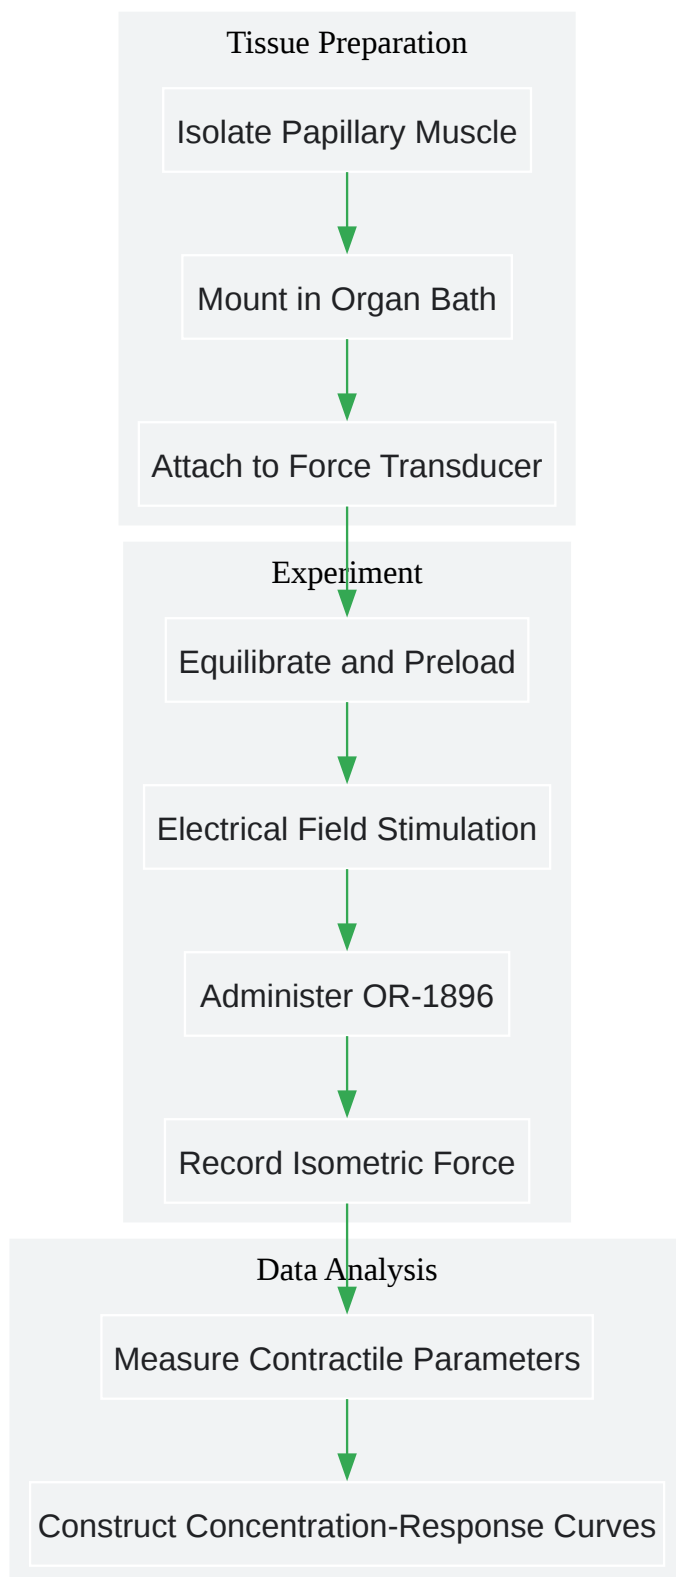 Tissue Preparation
Isolate Papillary Muscle
Mount in Organ Bath
Attach to Force Transducer
Experiment
Equilibrate and Preload
Electrical Field Stimulation
Administer OR-1896
Record Isometric Force
Data Analysis
Measure Contractile Parameters
Construct Concentration-Response Curves